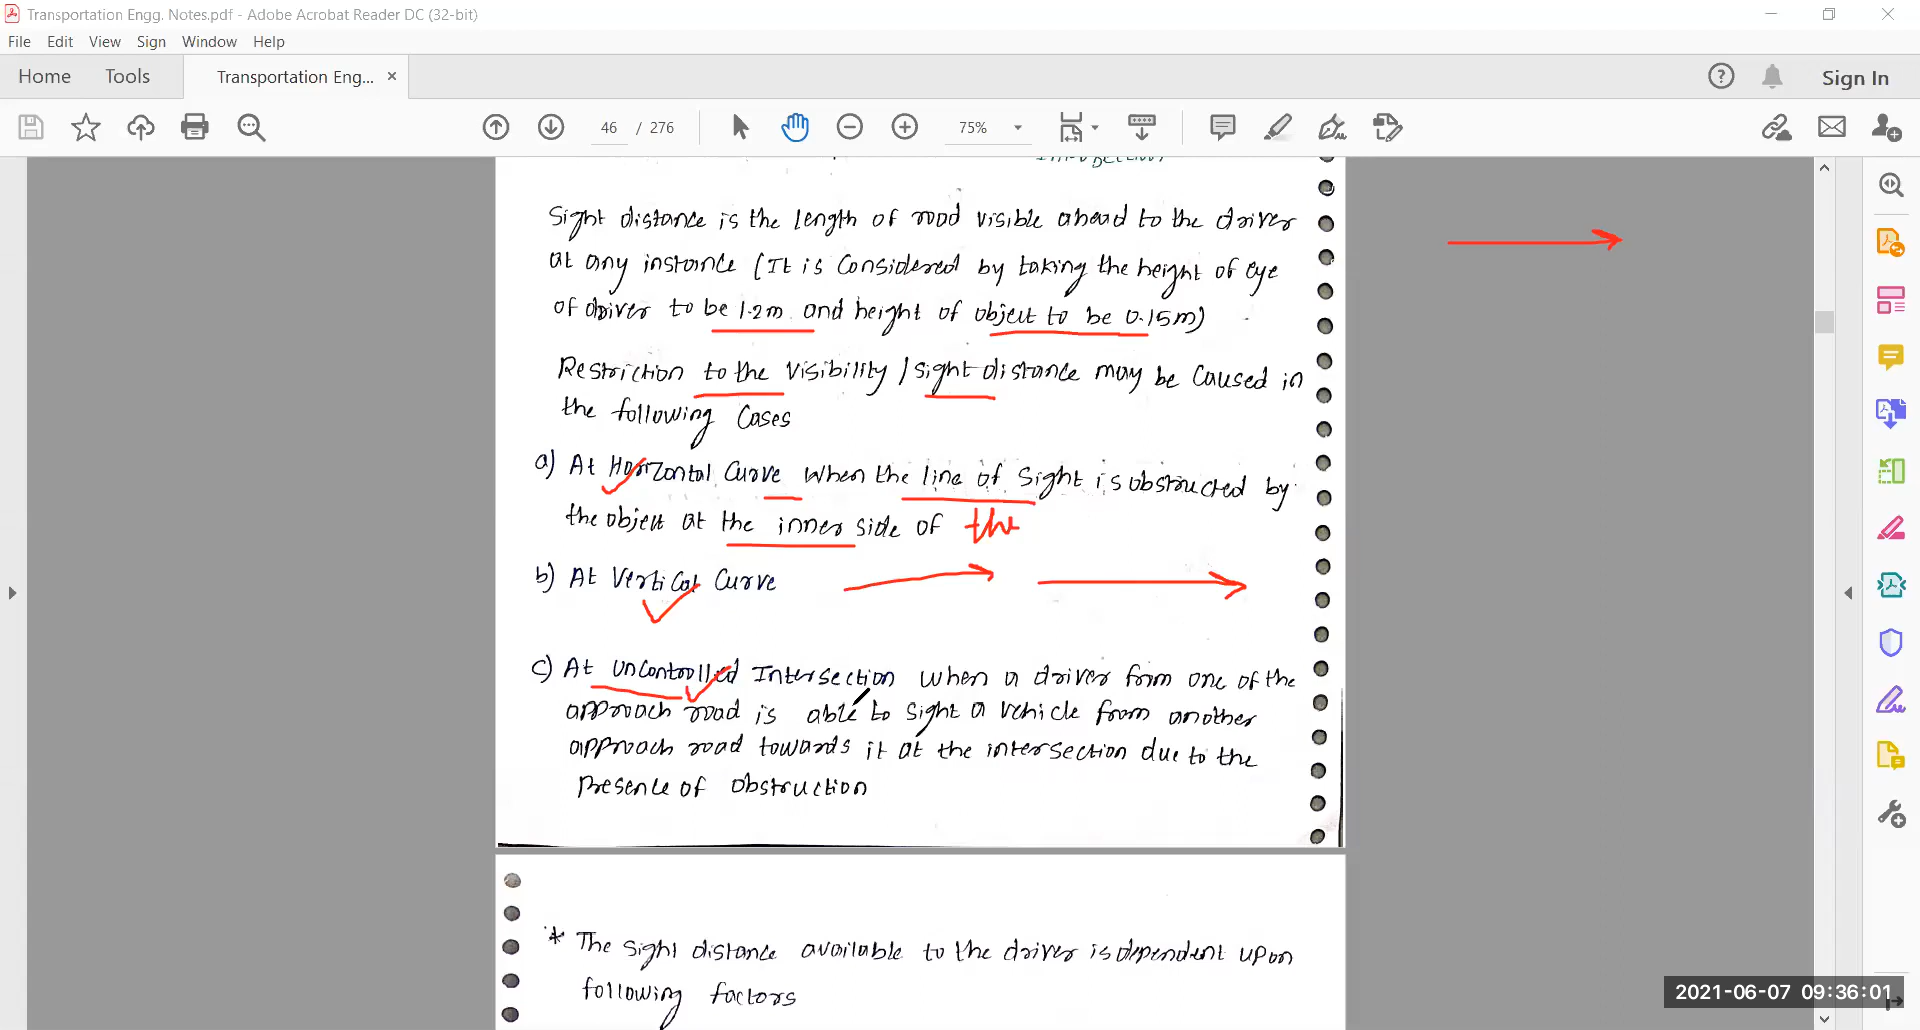 Transportation Engg. Notes.pdf - Adobe Acrobat Reader DC (32-bit)
File Edit View Sign Window Help
Home Tools Transportation Eng... × Sign In
46 / 276 75%
Sight distance is the length of road visible ahead to the driver
at any instance (It is Considered by taking the height of eye
of driver to be 1.2m and height of object to be 0.15m)
Restriction to the visibility / sight distance may be caused in
the following Cases
a) At Horizontal Curve when the line of sight is obstructed by
the object at the inner side of the
b) At Vertical Curve
c) At Uncontrolled Intersection when a driver from one of the
approach road is able to sight a vehicle from another
approach road towards it at the intersection due to the
Presence of obstruction
* The sight distance available to the driver is dependent upon
following factors
2021-06-07 09:36:01